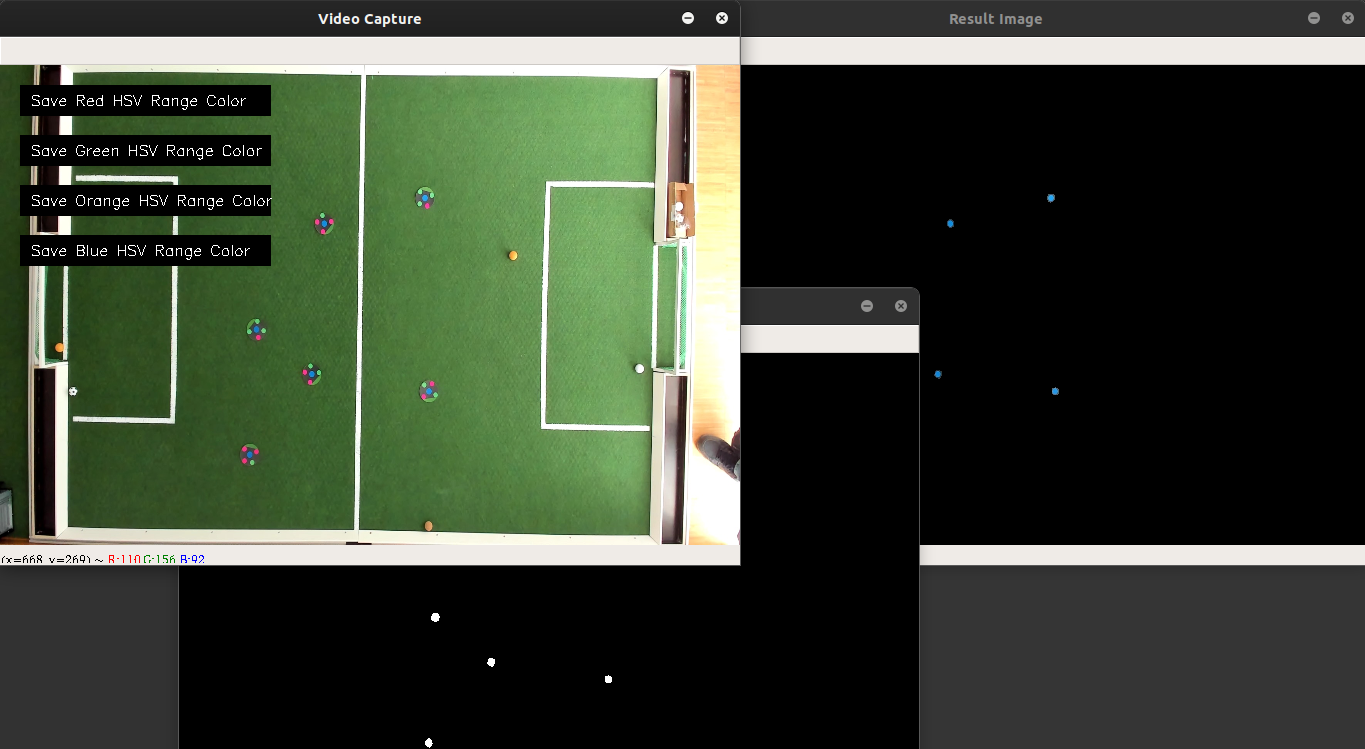 Video Capture
Result Image
Save Red HSV Range Color
Save Green HSV Range Color
Save Orange HSV Range Color
Save Blue HSV Range Color
(x=668, y=269) ~ R:110 G:156 B:92